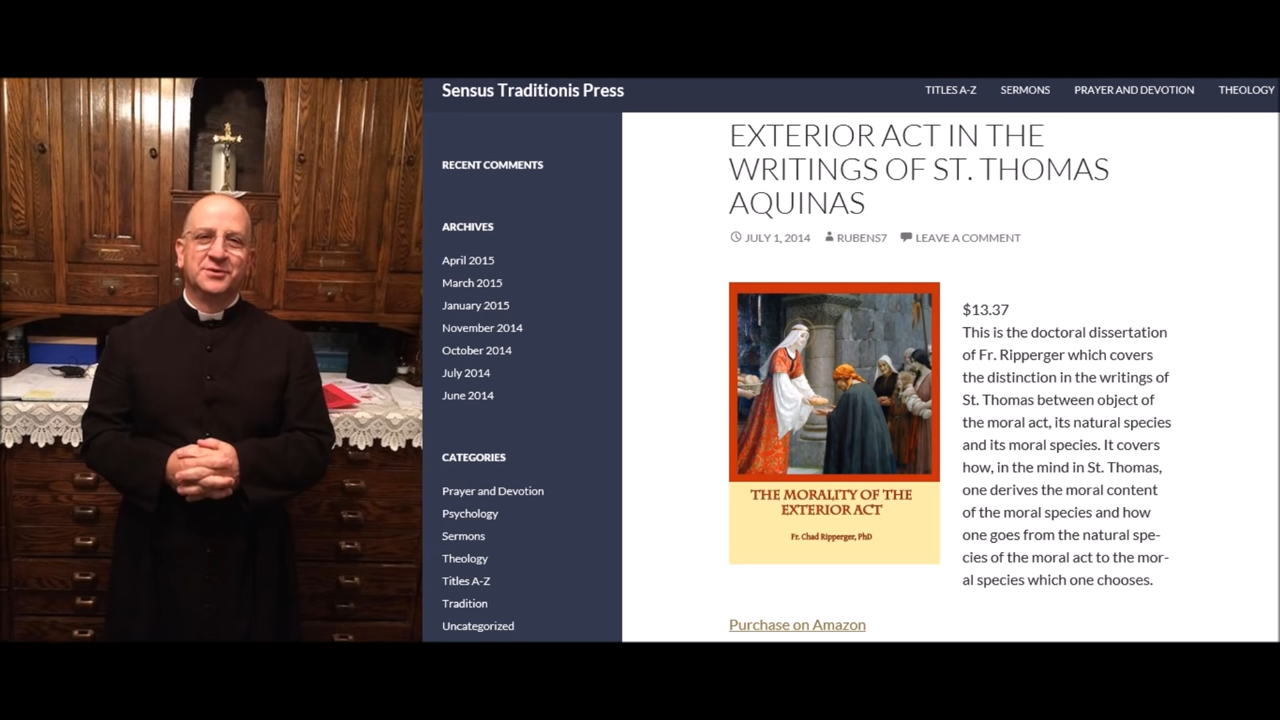 Sensus Traditionis Press
TITLES A-Z SERMONS PRAYER AND DEVOTION THEOLOGY
RECENT COMMENTS
ARCHIVES
April 2015
March 2015
January 2015
November 2014
October 2014
July 2014
June 2014
CATEGORIES
Prayer and Devotion
Psychology
Sermons
Theology
Titles A-Z
Tradition
Uncategorized
EXTERIOR ACT IN THE
WRITINGS OF ST. THOMAS
AQUINAS
JULY 1, 2014 RUBENS7 LEAVE A COMMENT
THE MORALITY OF THE
EXTERIOR ACT
Fr. Chad Ripperger, PhD
$13.37
This is the doctoral dissertation
of Fr. Ripperger which covers
the distinction in the writings of
St. Thomas between object of
the moral act, its natural species
and its moral species. It covers
how, in the mind in St. Thomas,
one derives the moral content
of the moral species and how
one goes from the natural spe-
cies of the moral act to the mor-
al species which one chooses.
Purchase on Amazon